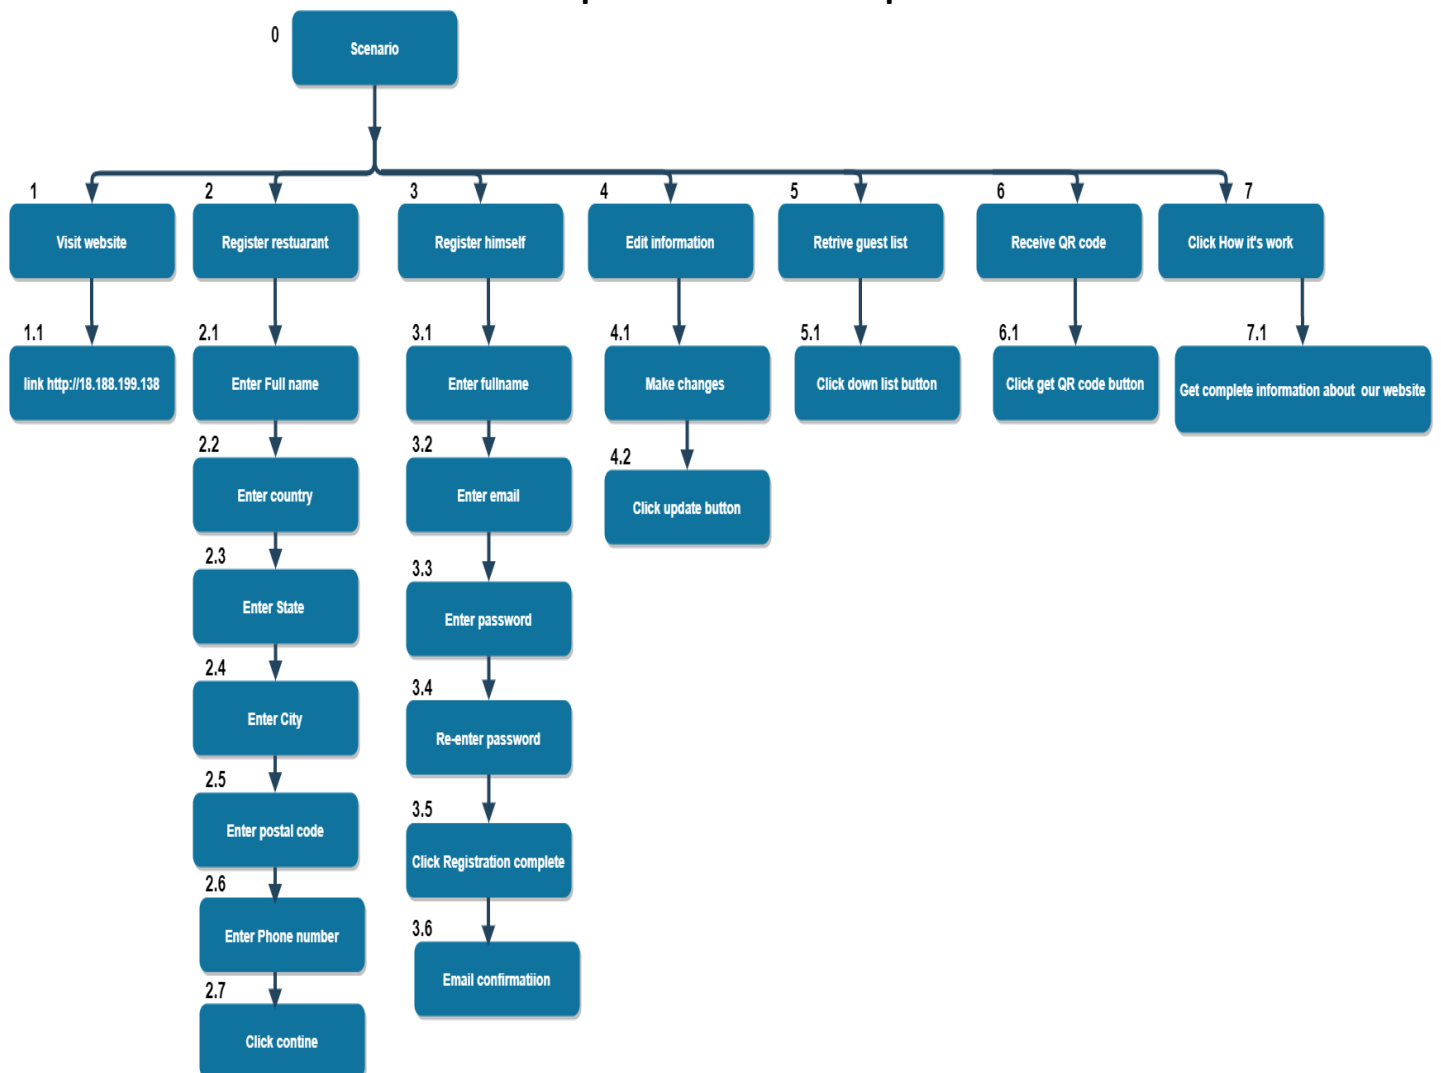 0
Scenario
1
2
3
4
5
6
7
Visit website
Register restuarant
Register himself
Edit information
Retrive guest list
Receive QR code
Click How it's work
1.1
2.1
3.1
4.1
5.1
6.1
7.1
link http://18.188.199.138
Enter Full name
Enter fullname
Make changes
Click down list button
Click get QR code button
Get complete information about our website
2.2
3.2
4.2
Enter country
Enter email
Click update button
2.3
3.3
Enter State
Enter password
2.4
3.4
Enter City
Re-enter password
2.5
3.5
Enter postal code
Click Registration complete
2.6
3.6
Enter Phone number
Email confirmatiion
2.7
Click contine